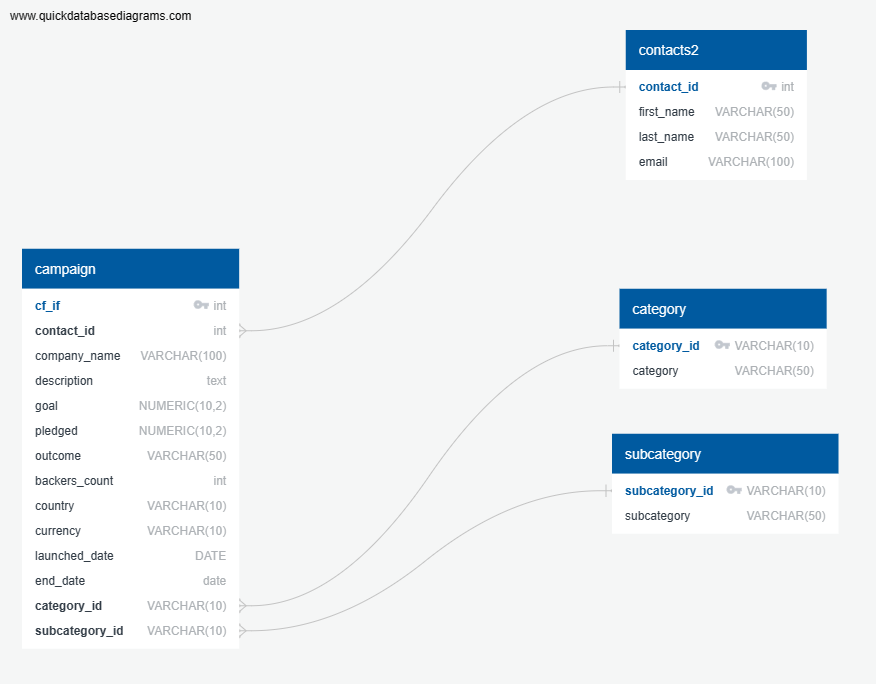 www.quickdatabasediagrams.com
contacts2
contact_id int
first_name VARCHAR(50)
last_name VARCHAR(50)
email VARCHAR(100)
campaign
cf_if int
contact_id int
company_name VARCHAR(100)
description text
goal NUMERIC(10,2)
pledged NUMERIC(10,2)
outcome VARCHAR(50)
backers_count int
country VARCHAR(10)
currency VARCHAR(10)
launched_date DATE
end_date date
category_id VARCHAR(10)
subcategory_id VARCHAR(10)
category
category_id VARCHAR(10)
category VARCHAR(50)
subcategory
subcategory_id VARCHAR(10)
subcategory VARCHAR(50)